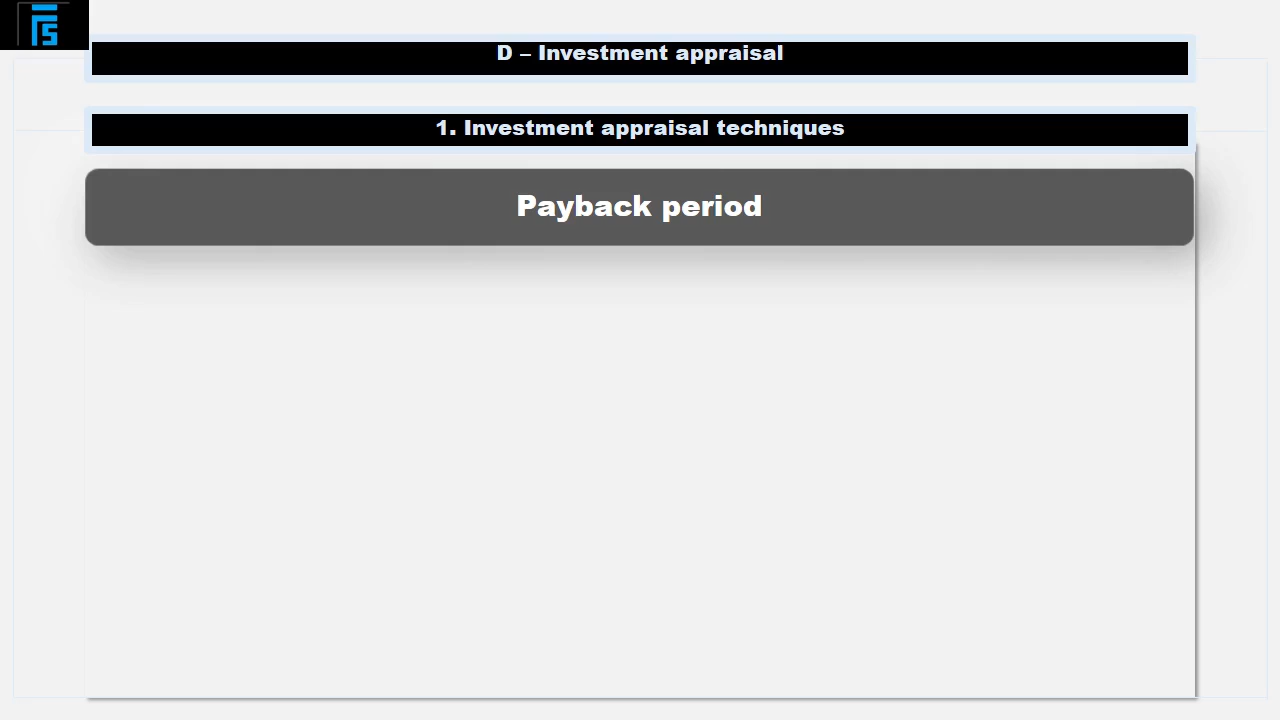 D – Investment appraisal
1. Investment appraisal techniques
Payback period